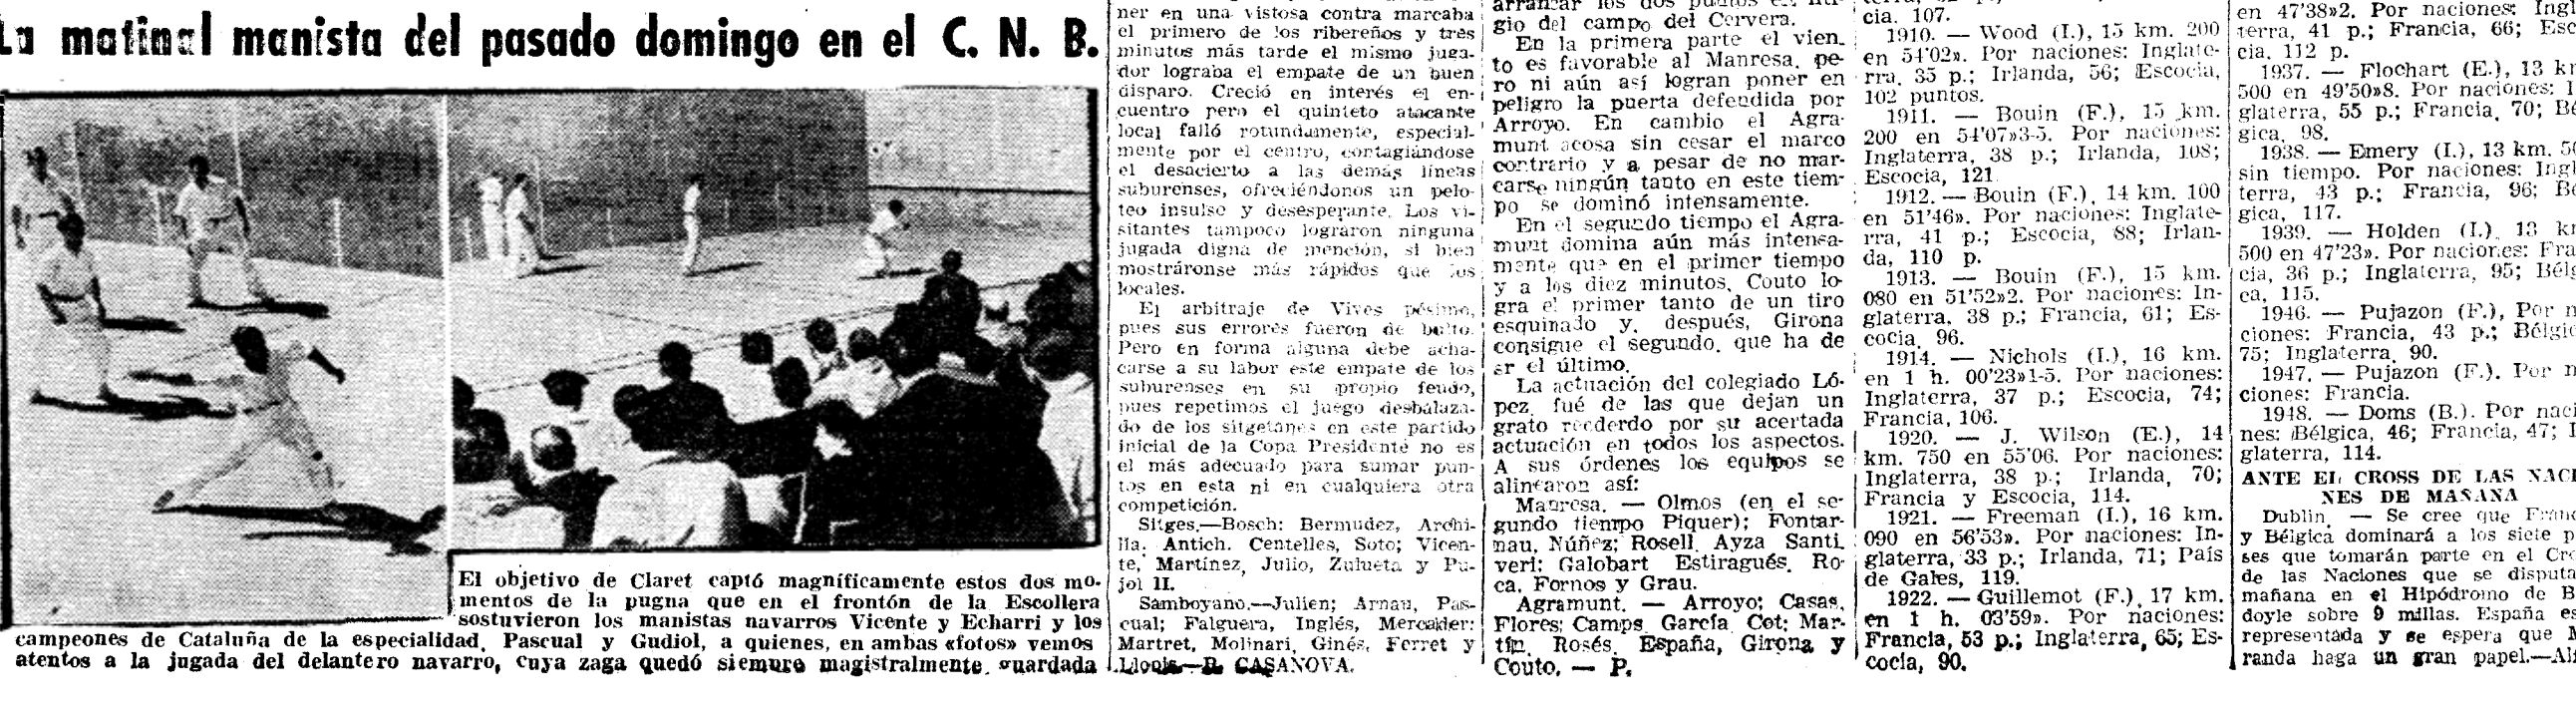 La matinal manista del pasado domingo en el C. N. B.
El objetivo de Claret captó magníficamente estos dos mo-
mentos de la pugna que en el frontón de la Escollera
sostuvieron los manistas navarros Vicente y Echarri y los
campeones de Cataluña de la especialidad, Pascual y Gudiol, a quienes, en ambas «fotos» vemos
atentos a la jugada del delantero navarro, cuya zaga quedó siempre magistralmente guardada
ner en una vistosa contra marcaba
el primero de los ribereños y tres
minutos más tarde el mismo juga-
dor lograba el empate de un buen
disparo. Creció en interés el en-
cuentro pero el quinteto atacante
local falló rotundamente, especial-
mente por el centro, contagiándose
el desacierto a las demás líneas
suburenses, ofreciéndonos un pelo-
teo insulso y desesperante. Los vi-
sitantes tampoco lograron ninguna
jugada digna de mención, si bien
mostráronse más rápidos que los
locales.
El arbitraje de Vives pésimo,
pues sus errores fueron de bulto.
Pero en forma alguna debe acha-
carse a su labor este empate de los
suburenses en su propio feudo,
pues repetimos el juego desbalaza-
do de los sitgetanos en este partido
inicial de la Copa Presidente no es
el más adecuado para sumar pun-
tos en esta ni en cualquiera otra
competición.
Sitges.—Bosch: Bermudez, Archi-
lla. Antich. Centelles, Soto; Vicen-
te, Martínez, Julio, Zulueta y Pu-
jol II.
Samboyano.—Julien; Arnau, Pas-
cual; Falguera, Inglés, Mercader:
Martret, Molinari, Ginés, Ferret y
Llopis.—R. CASANOVA.
arrancar los dos puntos en
gio del campo del Cervera.
En la primera parte el vien-
to es favorable al Manresa, pe-
ro ni aún así logran poner en
peligro la puerta defendida por
Arroyo. En cambio el Agra-
munt acosa sin cesar el marco
contrario y a pesar de no mar-
carse ningún tanto en este tiem-
po se dominó intensamente.
En el segundo tiempo el Agra-
munt domina aún más intensa-
mente que en el primer tiempo
y a los diez minutos, Couto lo-
gra el primer tanto de un tiro
esquinado y, después, Girona
consigue el segundo, que ha de
sr el último.
La actuación del colegiado Ló-
pez, fué de las que dejan un
grato recuerdo por su acertada
actuación en todos los aspectos.
A sus órdenes los equipos se
alinearon así:
Manresa. — Olmos (en el se-
gundo tiempo Piquer); Fontar-
nau, Núñez; Rosell, Ayza Santi.
veri: Galobart Estiragués. Ro-
ca, Fornos y Grau.
Agramunt. — Arroyo; Casas,
Flores; Camps García Cot; Mar-
tín, Rosés, España, Girona y
Couto. — P.
cia. 107.
1910. — Wood (I.), 15 km. 200
en 54'02». Por naciones: Inglate-
rra, 35 p.; Irlanda, 56; Escocia,
102 puntos.
1911. — Bouin (F.), 15 km.
200 en 54'07»3-5. Por naciones:
Inglaterra, 38 p.; Irlanda, 108;
Escocia, 121
1912. — Bouin (F.), 14 km. 100
en 51'46». Por naciones: Inglate-
rra, 41 p.; Escocia, 88; Irlan-
da, 110 p.
1913. — Bouin (F.), 15 km.
080 en 51'52»2. Por naciones: In-
glaterra, 38 p.; Francia, 61; Es-
cocia, 96.
1914. — Nichols (I.), 16 km.
en 1 h. 00'23»1-5. Por naciones:
Inglaterra, 37 p.; Escocia, 74;
Francia, 106.
1920. — J. Wilson (E.), 14
km. 750 en 55'06. Por naciones:
Inglaterra, 38 p.; Irlanda, 70;
Francia y Escocia, 114.
1921. — Freeman (I.), 16 km.
090 en 56'53». Por naciones: In-
glaterra, 33 p.; Irlanda, 71; País
de Gales, 119.
1922. — Guillemot (F.), 17 km.
en 1 h. 03'59». Por naciones:
Francia, 53 p.; Inglaterra, 65; Es-
cocia, 90.
en 47'38»2. Por naciones: Ingl
terra, 41 p.; Francia, 66; Esc
cia, 112 p.
1937. — Flochart (E.), 13 k
500 en 49'50»8. Por naciones: I
glaterra, 55 p.; Francia, 70; Bé
gica, 98.
1938. — Emery (I.), 13 km. 50
sin tiempo. Por naciones: Ingl
terra, 43 p.; Francia, 96; Bé
gica, 117.
1939. — Holden (I.), 13 k
500 en 47'23». Por naciones: Fra
cia, 36 p.; Inglaterra, 95; Bélg
ca, 115.
1946. — Pujazon (F.), Por n
ciones: Francia, 43 p.; Bélgic
75; Inglaterra, 90.
1947. — Pujazon (F.). Por n
ciones: Francia.
1948. — Doms (B.). Por naci
nes: Bélgica, 46; Francia, 47; I
glaterra, 114.
ANTE EL CROSS DE LAS NACI
NES DE MAÑANA
Dublin. — Se cree que Franc
y Bélgica dominará a los siete p
ses que tomarán parte en el Cr
de las Naciones que se disputa
mañana en el Hipódromo de B
doyle sobre 9 millas. España es
representada y se espera que M
randa haga un gran papel.—Al